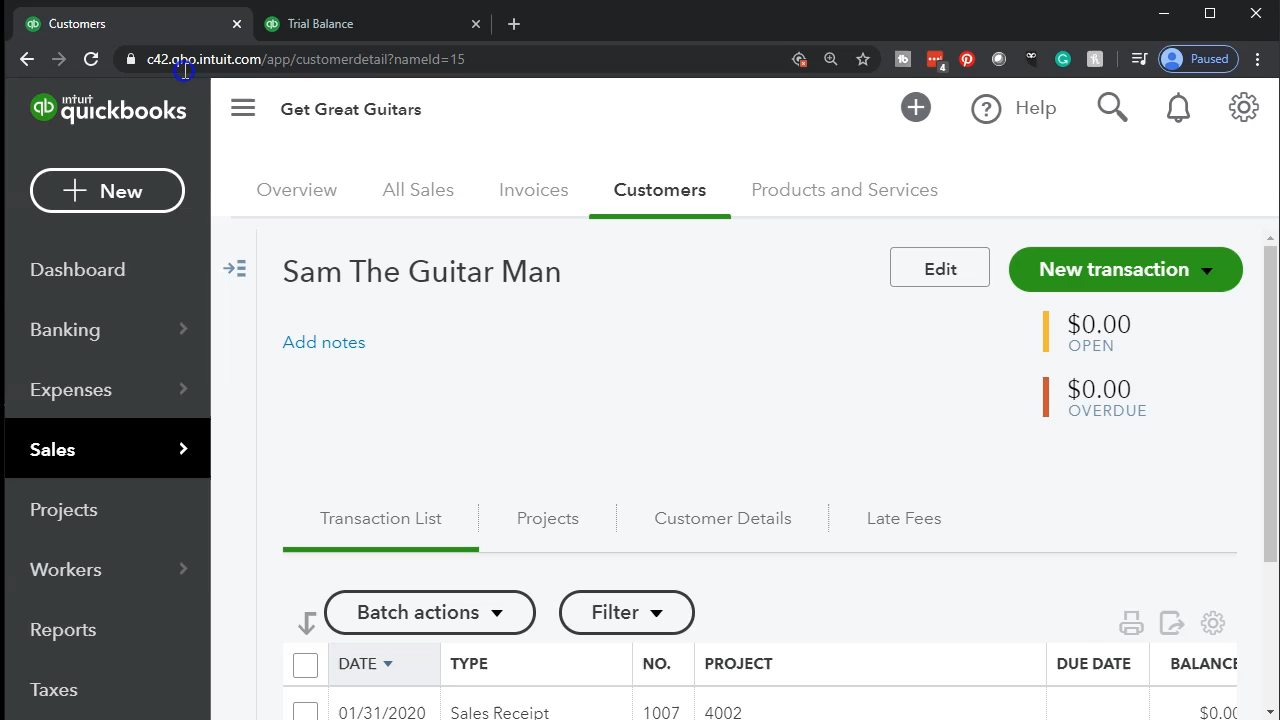 Customers
Trial Balance
c42.qbo.intuit.com/app/customerdetail?nameId=15
4
Paused
intuit
quickbooks
Get Great Guitars
Help
New
Overview
All Sales
Invoices
Customers
Products and Services
Dashboard
Banking
Expenses
Sales
Projects
Workers
Reports
Taxes
Sam The Guitar Man
Edit
New transaction
Add notes
$0.00
OPEN
$0.00
OVERDUE
Transaction List
Projects
Customer Details
Late Fees
Batch actions
Filter
DATE TYPE NO. PROJECT DUE DATE BALANCE
01/31/2020 Sales Receipt 1007 4002 $0.00